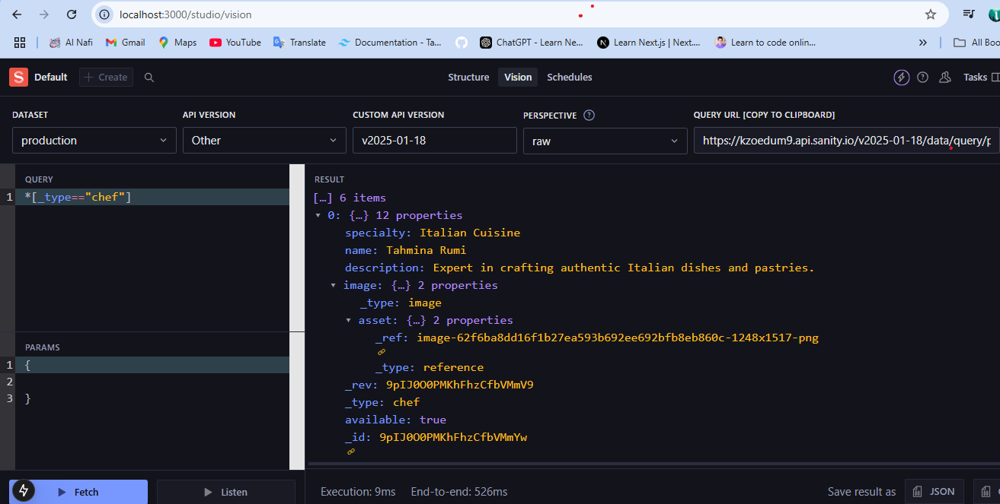 localhost:3000/studio/vision
Al Nafi Gmail Maps YouTube Translate Documentation - Ta... ChatGPT - Learn Ne... Learn Next.js | Next.... Learn to code onlin... » All Boo
S Default + Create Structure Vision Schedules Tasks
DATASET API VERSION CUSTOM API VERSION PERSPECTIVE ? QUERY URL [COPY TO CLIPBOARD]
production Other v2025-01-18 raw https://kzoedum9.api.sanity.io/v2025-01-18/data/query/p
QUERY
1 *[_type=="chef"]
PARAMS
1 {
2
3 }
Fetch Listen
RESULT
[…] 6 items
0: {…} 12 properties
specialty: Italian Cuisine
name: Tahmina Rumi
description: Expert in crafting authentic Italian dishes and pastries.
image: {…} 2 properties
_type: image
asset: {…} 2 properties
_ref: image-62f6ba8dd16f1b27ea593b692ee692bfb8eb860c-1248x1517-png
_type: reference
_rev: 9pIJ0O0PMKhFhzCfbVMmV9
_type: chef
available: true
_id: 9pIJ0O0PMKhFhzCfbVMmYw
Execution: 9ms End-to-end: 526ms Save result as JSON